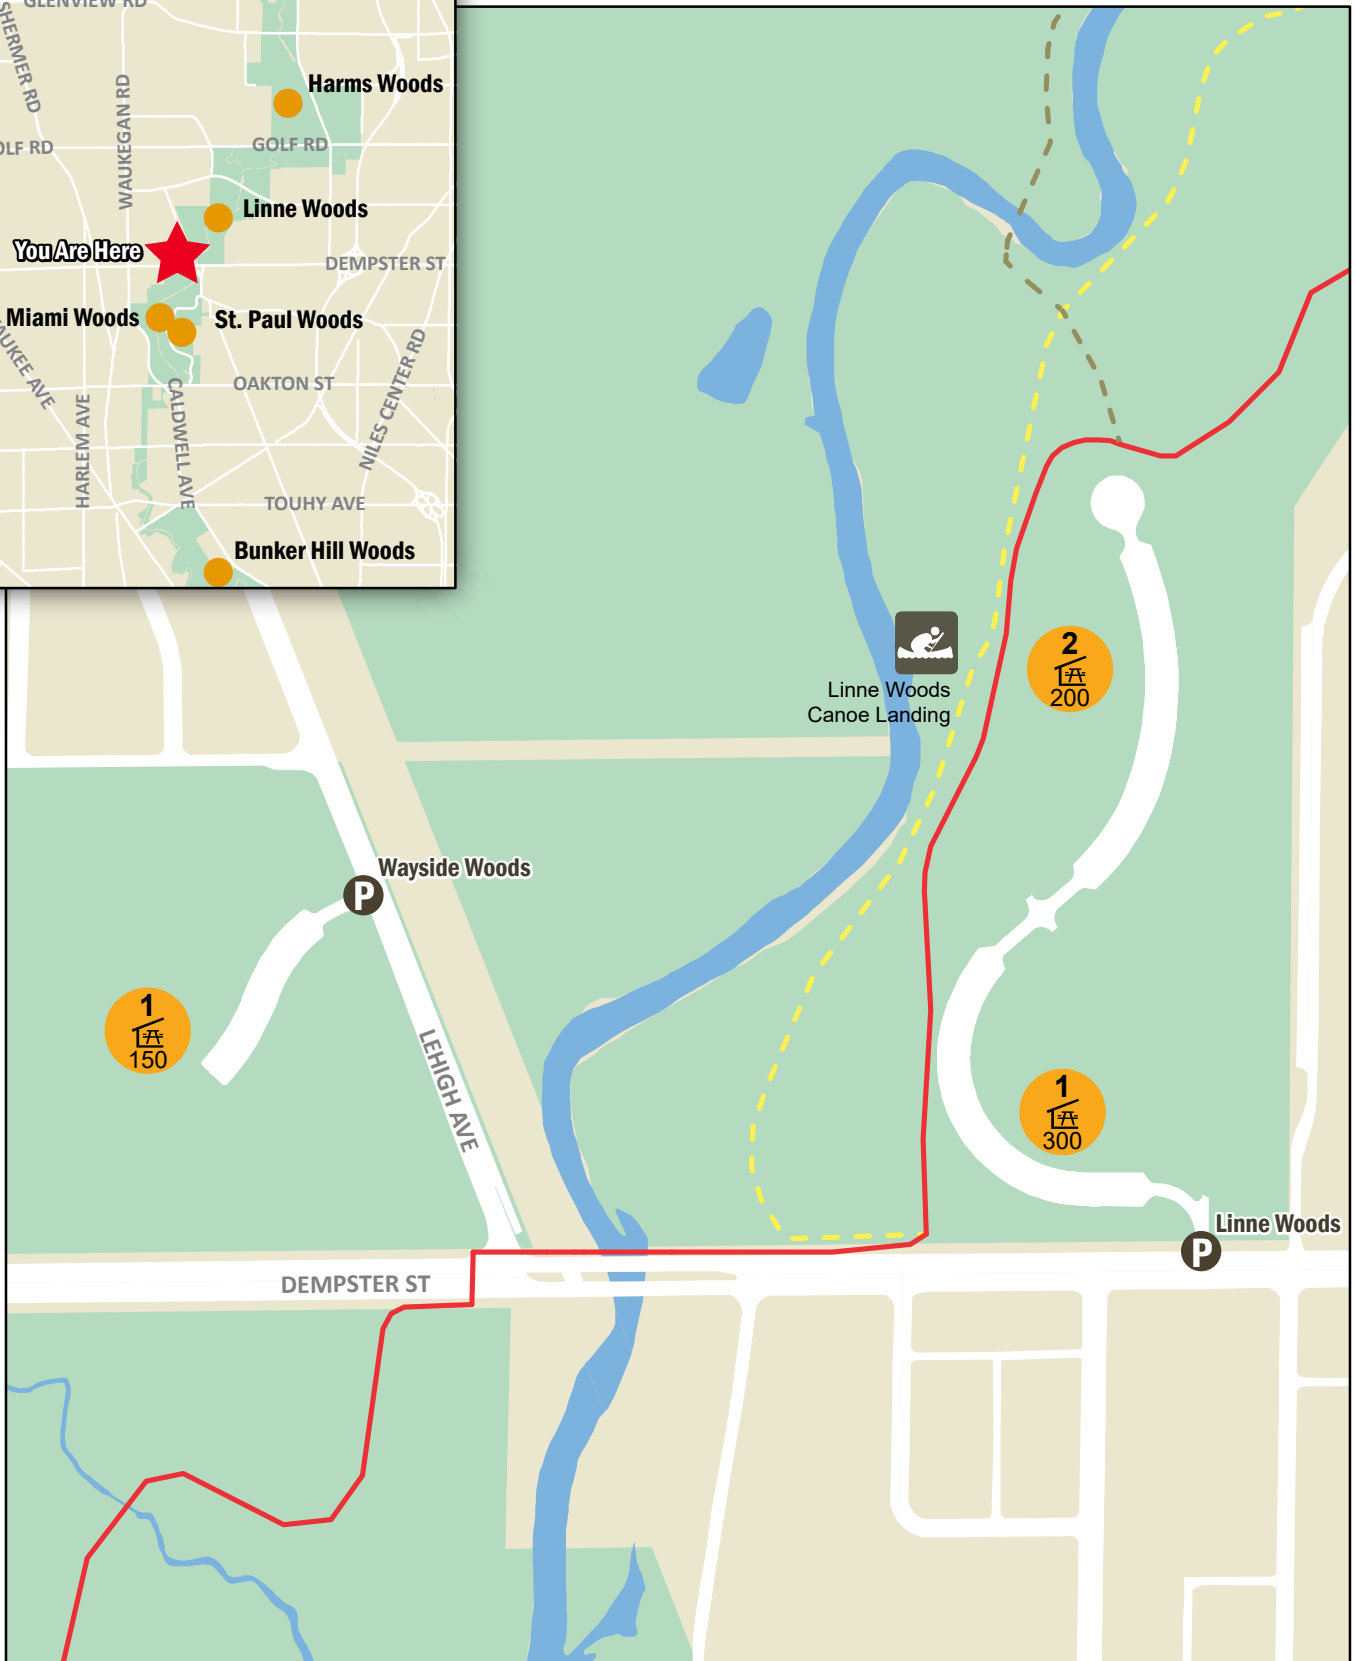 GLENVIEW RD
SHERMER RD
WAUKEGAN RD
Harms Woods
GOLF RD
OLF RD
Linne Woods
You Are Here
DEMPSTER ST
Miami Woods
St. Paul Woods
AUKEE AVE
OAKTON ST
NILES CENTER RD
HARLEM AVE
CALDWELL AVE
TOUHY AVE
Bunker Hill Woods
2
200
Linne Woods
Canoe Landing
Wayside Woods
P
1
150
LEHIGH AVE
1
300
Linne Woods
P
DEMPSTER ST